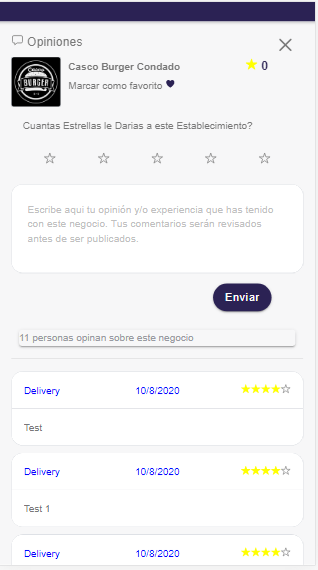 Opiniones
BURGER
Casco Burger Condado
0
Marcar como favorito
Cuantas Estrellas le Darias a este Establecimiento?
Escribe aqui tu opinión y/o experiencia que has tenido
con este negocio. Tus comentarios serán revisados
antes de ser publicados.
Enviar
11 personas opinan sobre este negocio
Delivery 10/8/2020
Test
Delivery 10/8/2020
Test 1
Delivery 10/8/2020